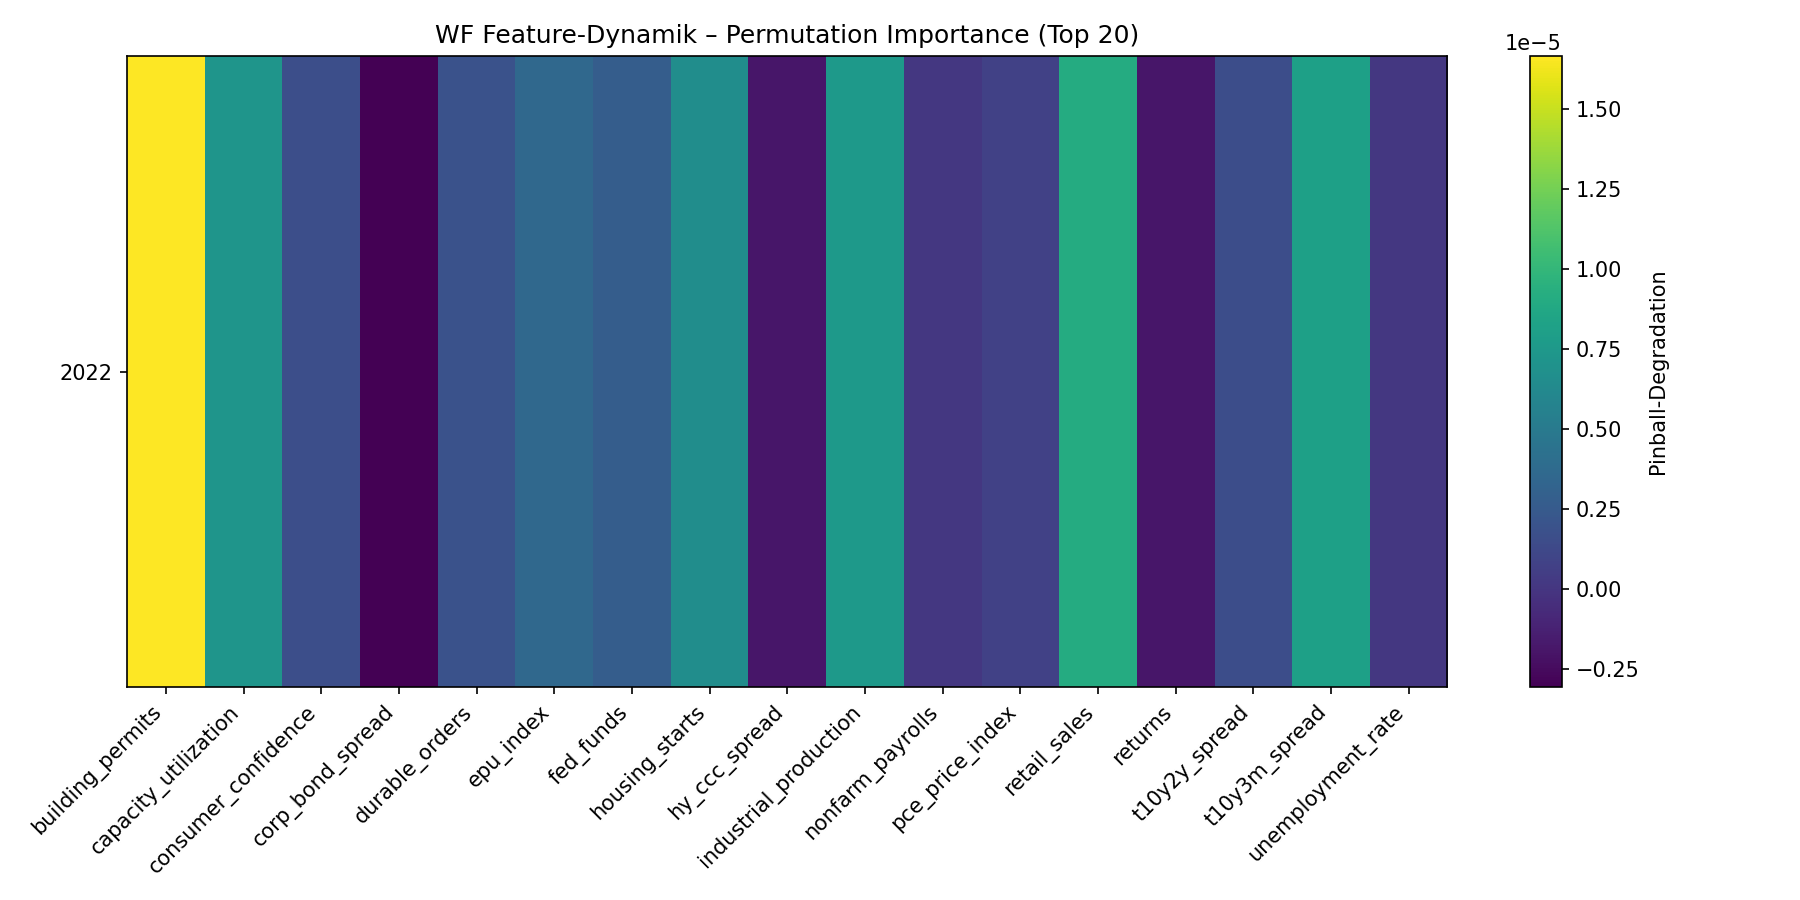 WF Feature-Dynamik – Permutation Importance (Top 20)
1e−5
1.50
1.25
1.00
0.75
0.50
0.25
0.00
−0.25
Pinball-Degradation
2022
building_permits
capacity_utilization
consumer_confidence
corp_bond_spread
durable_orders
epu_index
fed_funds
housing_starts
hy_ccc_spread
industrial_production
nonfarm_payrolls
pce_price_index
retail_sales
returns
t10y2y_spread
t10y3m_spread
unemployment_rate